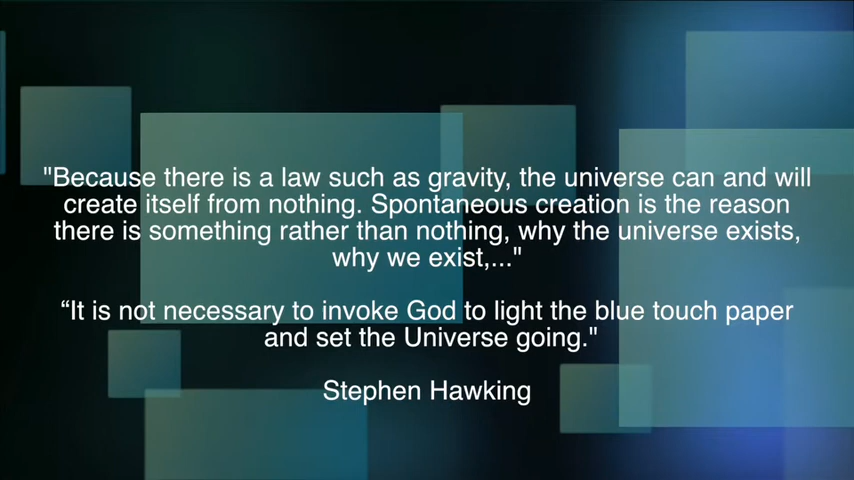 "Because there is a law such as gravity, the universe can and will
create itself from nothing. Spontaneous creation is the reason
there is something rather than nothing, why the universe exists,
why we exist,..."
“It is not necessary to invoke God to light the blue touch paper
and set the Universe going."
Stephen Hawking